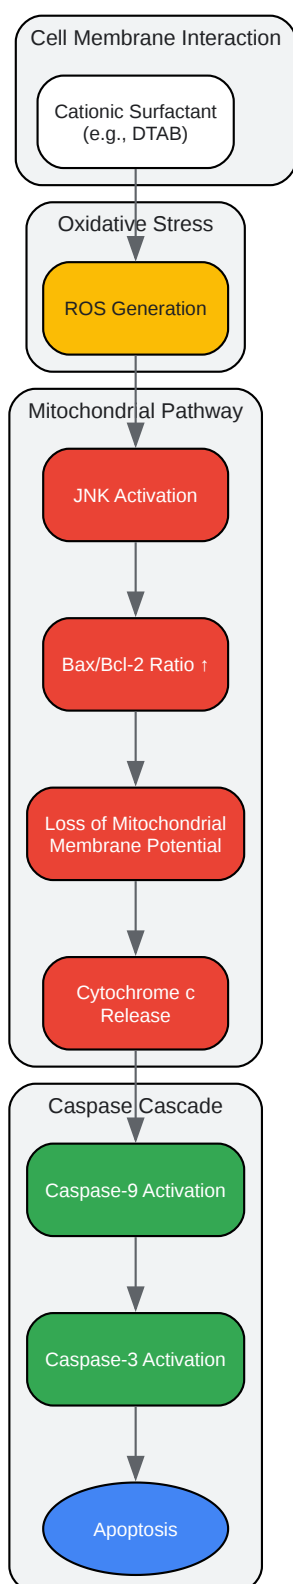 Cell Membrane Interaction
Cationic Surfactant
(e.g., DTAB)
Oxidative Stress
ROS Generation
Mitochondrial Pathway
JNK Activation
Bax/Bcl-2 Ratio ↑
Loss of Mitochondrial
Membrane Potential
Cytochrome c
Release
Caspase Cascade
Caspase-9 Activation
Caspase-3 Activation
Apoptosis